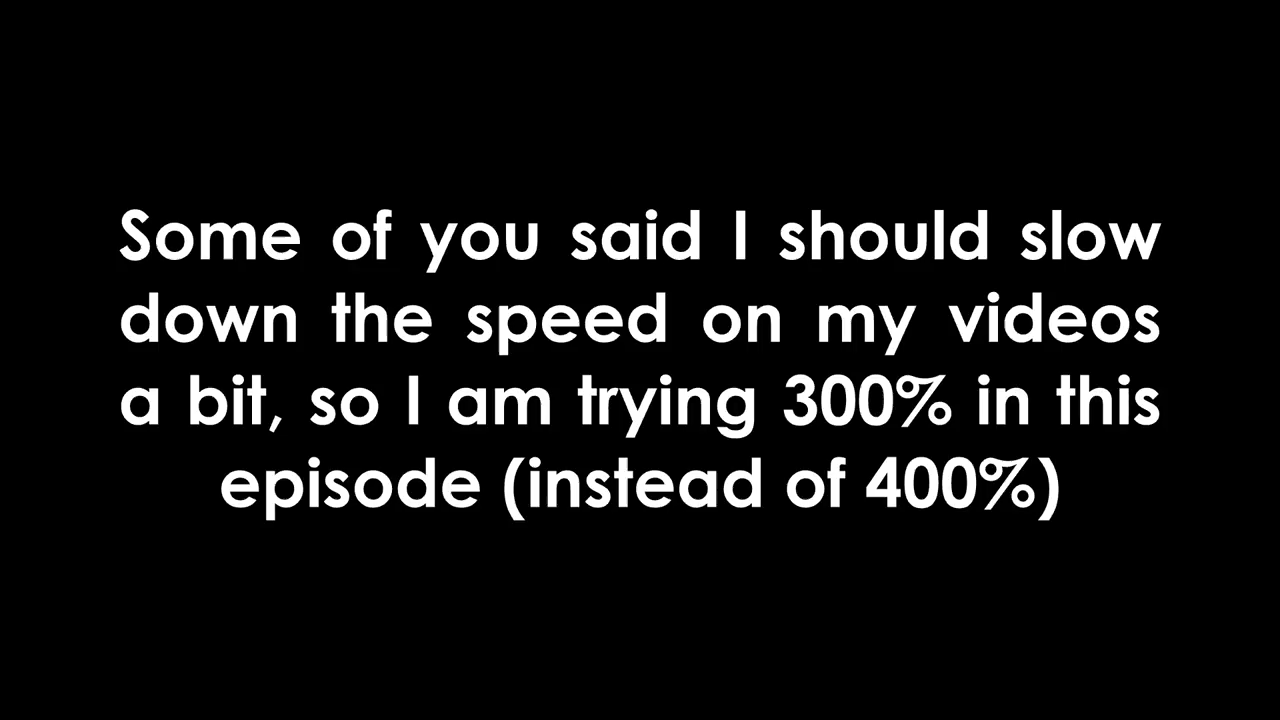 Some of you said I should slow
down the speed on my videos
a bit, so I am trying 300% in this
episode (instead of 400%)